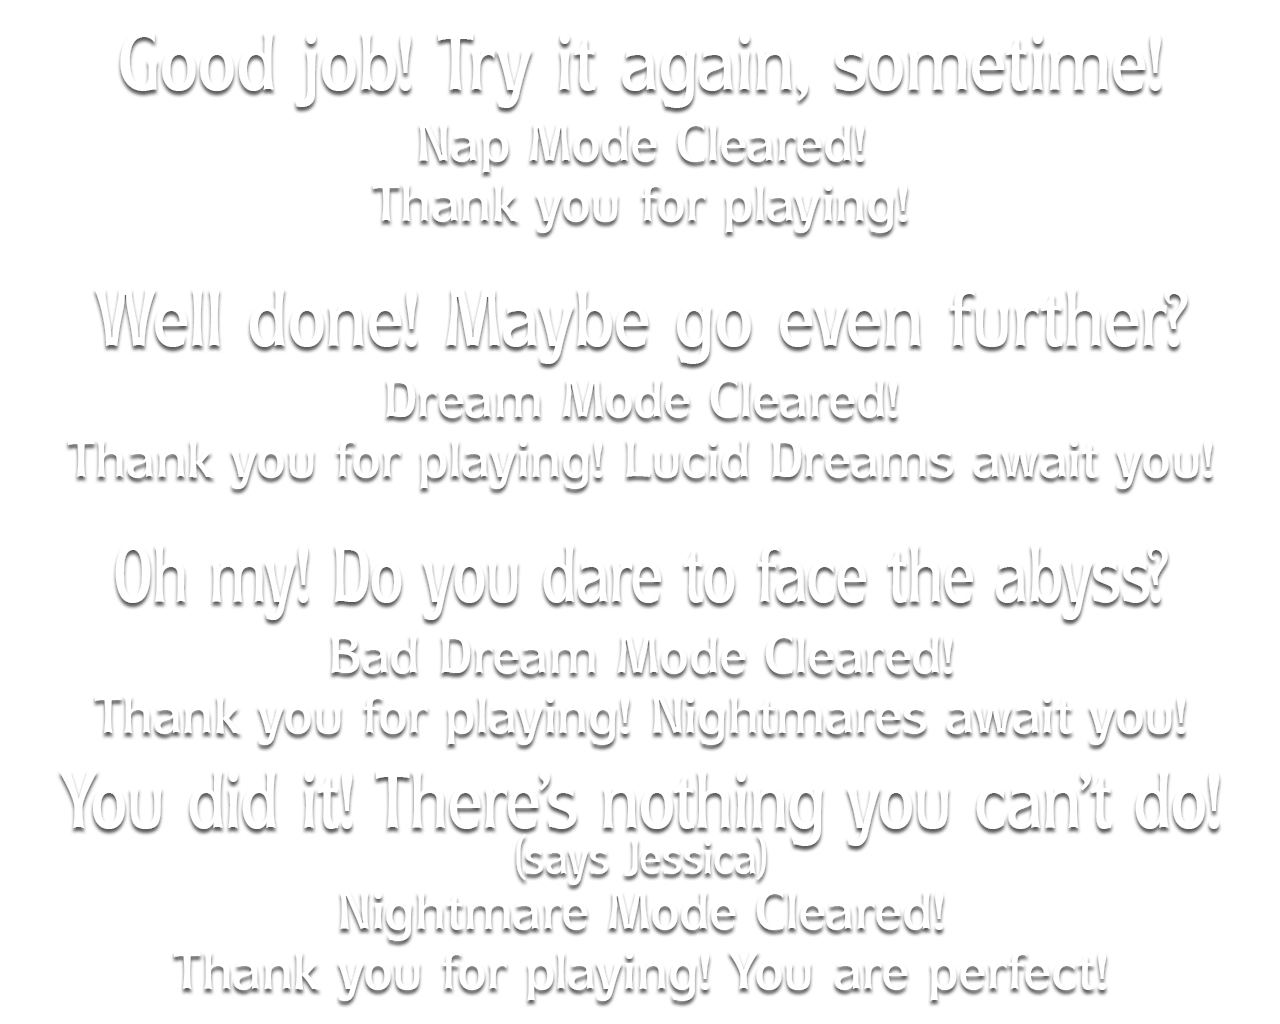 Good job! Try it again, sometime!
Nap Mode Cleared!
Thank you for playing!
Well done! Maybe go even further?
Dream Mode Cleared!
Thank you for playing! Lucid Dreams await you!
Oh my! Do you dare to face the abyss?
Bad Dream Mode Cleared!
Thank you for playing! Nightmares await you!
You did it! There’s nothing you can’t do!
(says Jessica)
Nightmare Mode Cleared!
Thank you for playing! You are perfect!